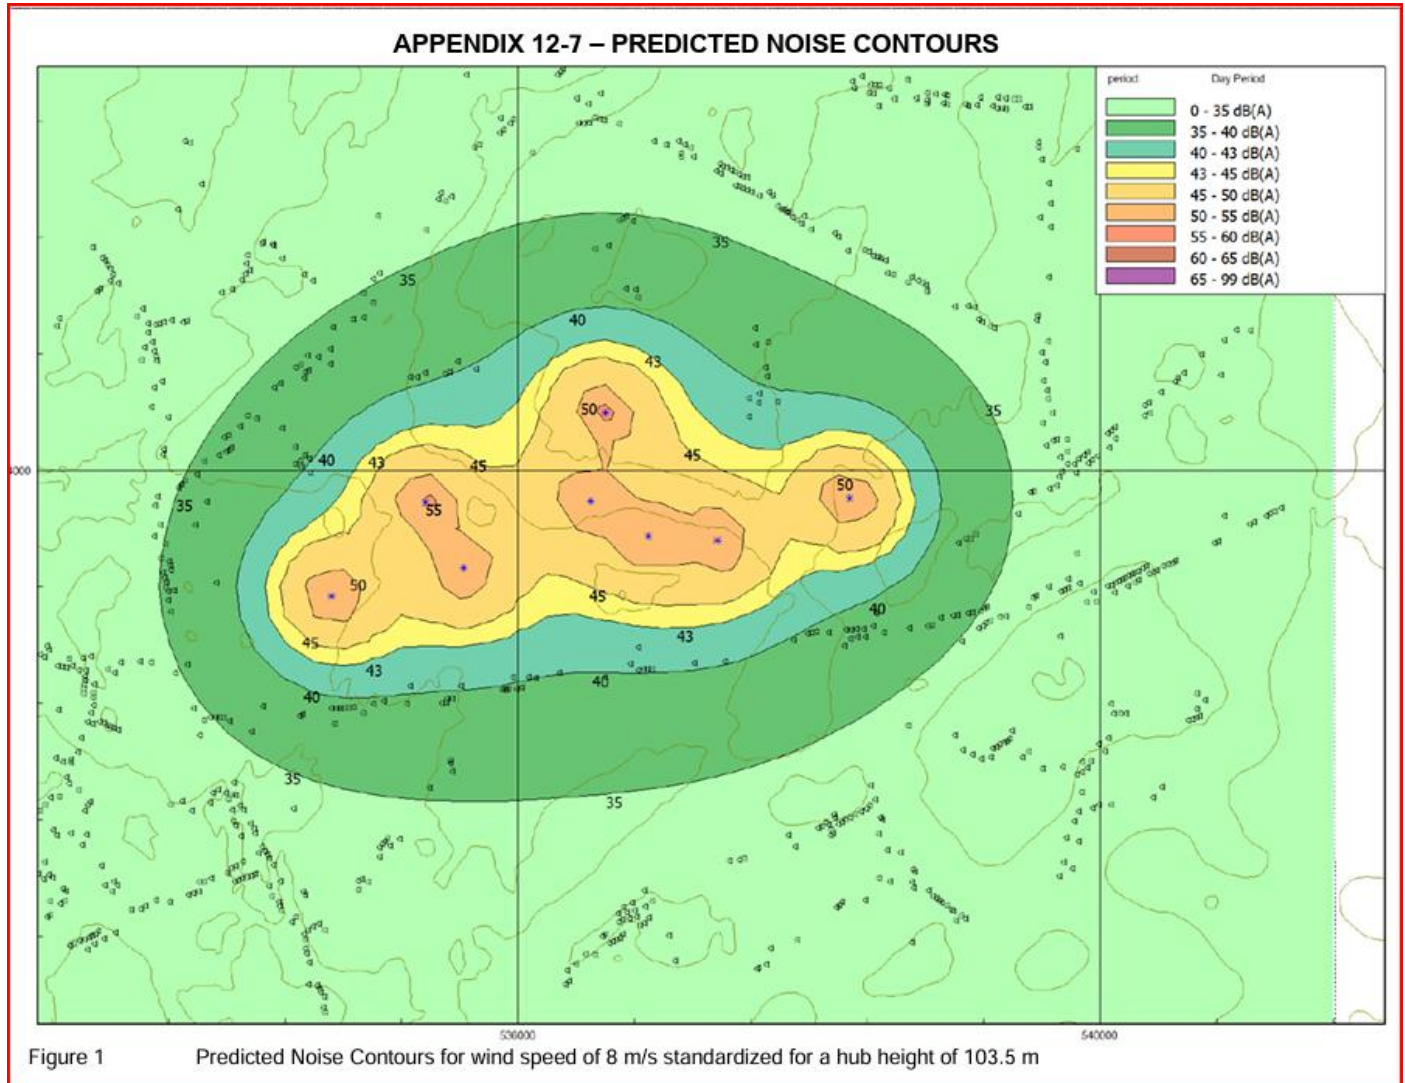 APPENDIX 12-7 – PREDICTED NOISE CONTOURS
period Day Period
0 - 35 dB(A)
35 - 40 dB(A)
40 - 43 dB(A)
43 - 45 dB(A)
45 - 50 dB(A)
50 - 55 dB(A)
55 - 60 dB(A)
60 - 65 dB(A)
65 - 99 dB(A)
35
35
40
43
50
35
45
40
43
45
50
4000
35
55
50
45
40
45
43
43
40
40
35
35
536000
540000
Figure 1 Predicted Noise Contours for wind speed of 8 m/s standardized for a hub height of 103.5 m